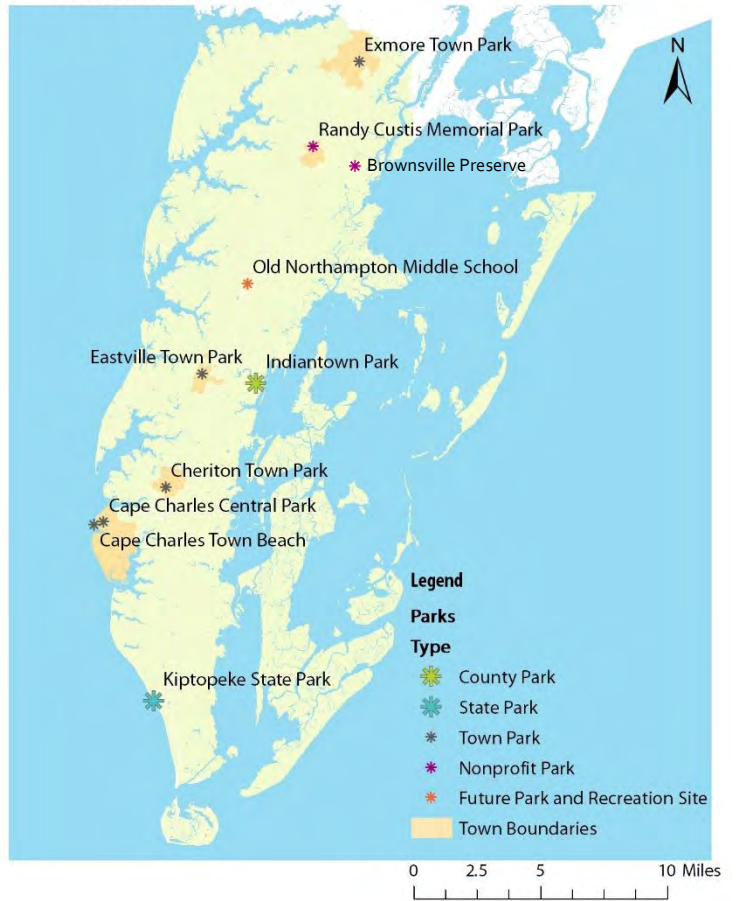 Exmore Town Park
N
Randy Custis Memorial Park
Brownsville Preserve
Old Northampton Middle School
Eastville Town Park
Indiantown Park
Cheriton Town Park
Cape Charles Central Park
Cape Charles Town Beach
Kiptopeke State Park
Legend
Parks
Type
County Park
State Park
Town Park
Nonprofit Park
Future Park and Recreation Site
Town Boundaries
0 2.5 5 10 Miles